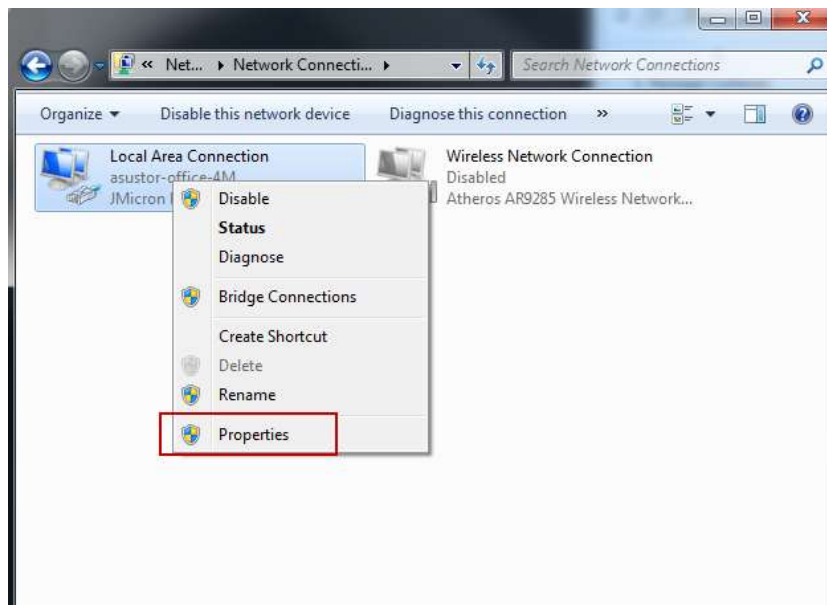 « Net... Network Connecti... Search Network Connections
Organize Disable this network device Diagnose this connection »
Local Area Connection
asustor-office-4M
JMicron
Wireless Network Connection
Disabled
Atheros AR9285 Wireless Network...
Disable
Status
Diagnose
Bridge Connections
Create Shortcut
Delete
Rename
Properties